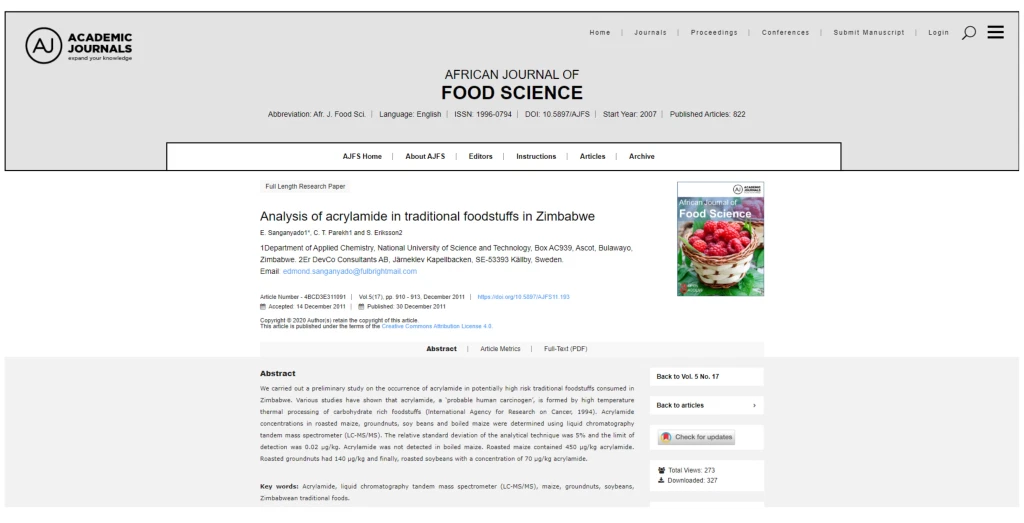 AJ ACADEMIC
JOURNALS
expand your knowledge
Home | Journals | Proceedings | Conferences | Submit Manuscript | Login
AFRICAN JOURNAL OF
FOOD SCIENCE
Abbreviation: Afr. J. Food Sci. | Language: English | ISSN: 1996-0794 | DOI: 10.5897/AJFS | Start Year: 2007 | Published Articles: 822
AJFS Home | About AJFS | Editors | Instructions | Articles | Archive
Full Length Research Paper
Analysis of acrylamide in traditional foodstuffs in Zimbabwe
E. Sanganyado1*, C. T. Parekh1 and S. Eriksson2
1Department of Applied Chemistry, National University of Science and Technology, Box AC939, Ascot, Bulawayo,
Zimbabwe. 2Er DevCo Consultants AB, Järneklev Kapellbacken, SE-53393 Källby, Sweden.
Email: edmond.sanganyado@fulbrightmail.com
Article Number - 4BCD3E311091 | Vol.5(17), pp. 910 - 913, December 2011 | https://doi.org/10.5897/AJFS11.193
Accepted: 14 December 2011 | Published: 30 December 2011
Copyright © 2020 Author(s) retain the copyright of this article.
This article is published under the terms of the Creative Commons Attribution License 4.0.
AJ ACADEMIC
JOURNALS
African Journal of
Food Science
Abstract | Article Metrics | Full-Text (PDF)
Abstract
We carried out a preliminary study on the occurrence of acrylamide in potentially high risk traditional foodstuffs consumed in
Zimbabwe. Various studies have shown that acrylamide, a 'probable human carcinogen', is formed by high temperature
thermal processing of carbohydrate rich foodstuffs (International Agency for Research on Cancer, 1994). Acrylamide
concentrations in roasted maize, groundnuts, soy beans and boiled maize were determined using liquid chromatography
tandem mass spectrometer (LC-MS/MS). The relative standard deviation of the analytical technique was 5% and the limit of
detection was 0.02 µg/kg. Acrylamide was not detected in boiled maize. Roasted maize contained 450 µg/kg acrylamide.
Roasted groundnuts had 140 µg/kg and finally, roasted soybeans with a concentration of 70 µg/kg acrylamide.
Key words: Acrylamide, liquid chromatography tandem mass spectrometer (LC-MS/MS), maize, groundnuts, soybeans,
Zimbabwean traditional foods.
Back to Vol. 5 No. 17
Back to articles
Check for updates
Total Views: 273
Downloaded: 327